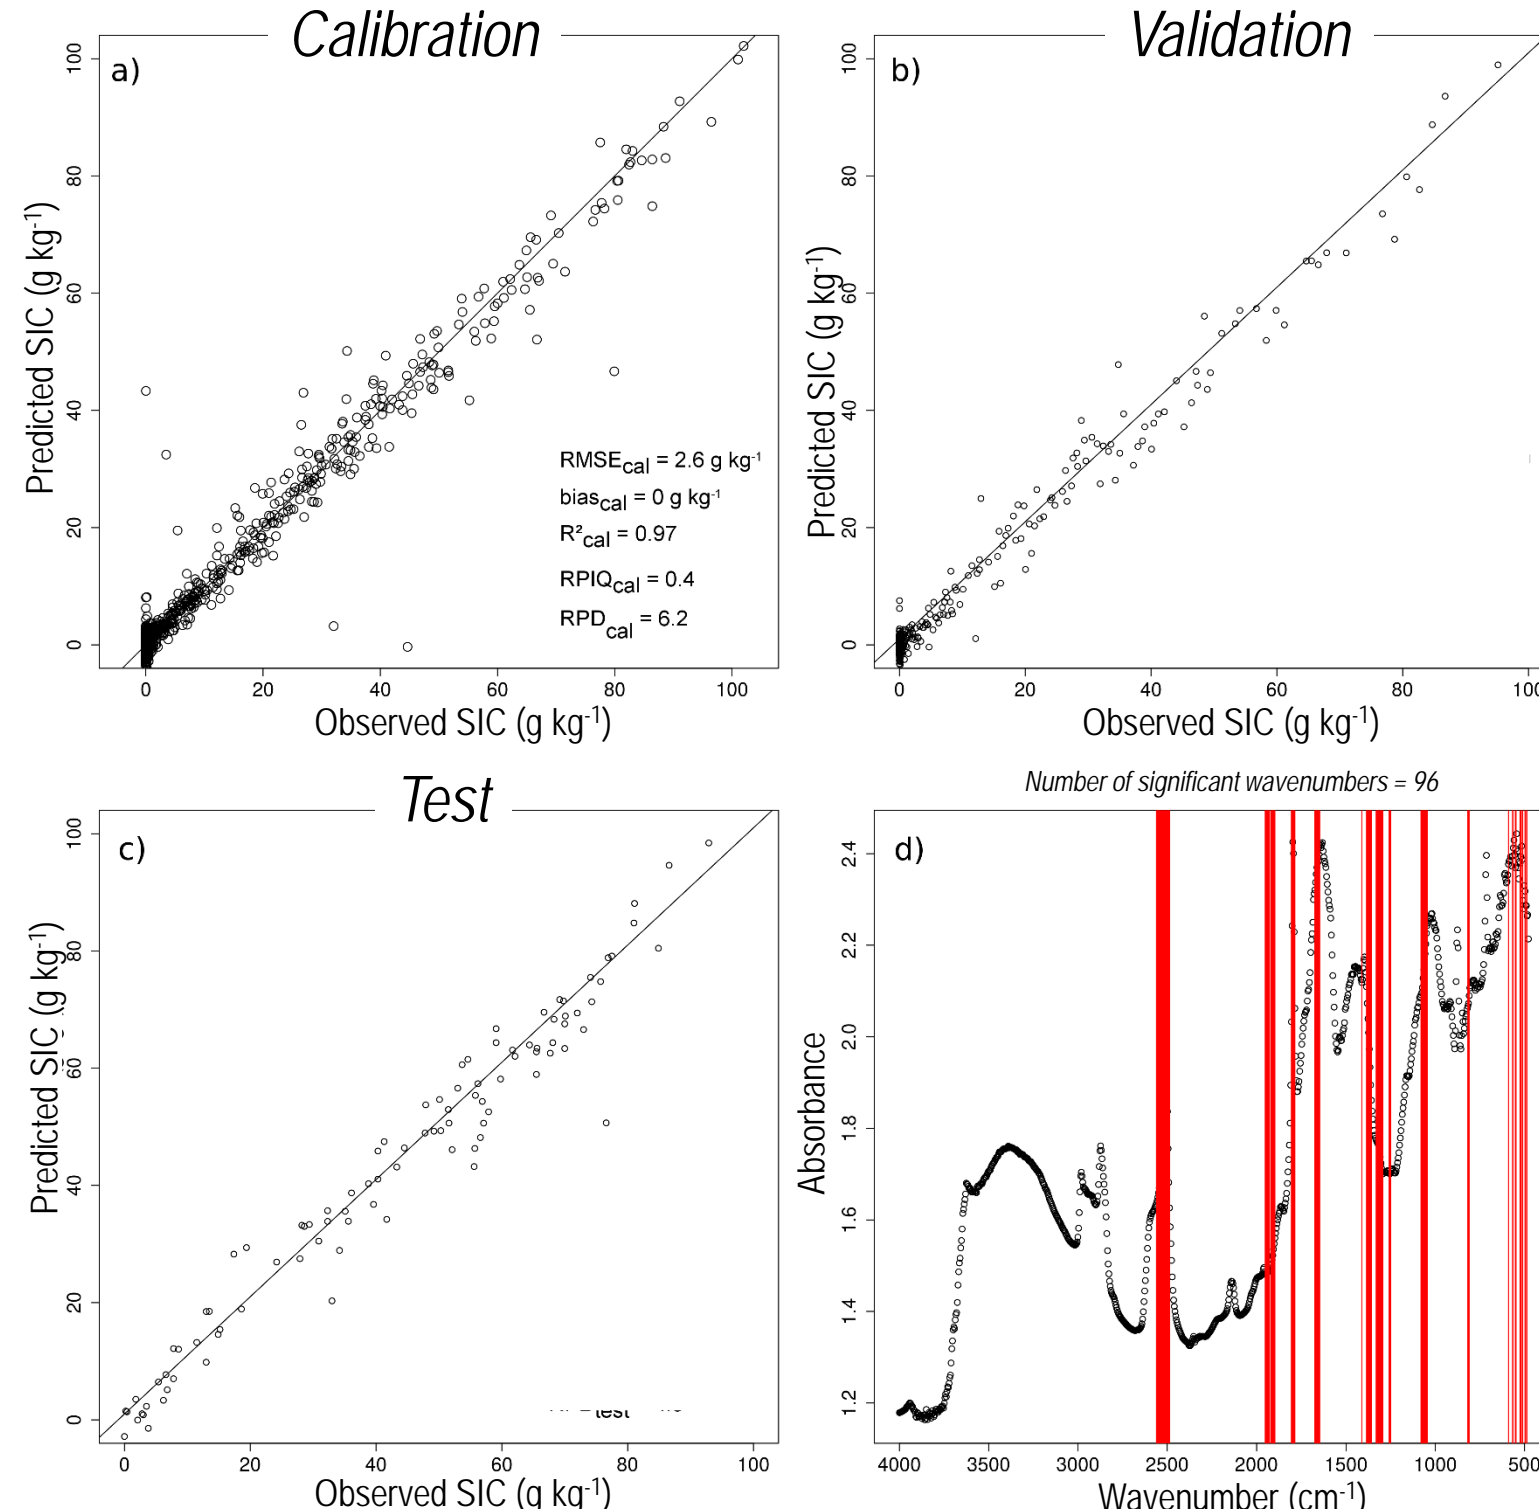 Calibration
a)
Predicted SIC (g kg⁻¹)
100
80
60
40
20
0
RMSEcal = 2.6 g kg⁻¹
biascal = 0 g kg⁻¹
R²cal = 0.97
RPIQcal = 0.4
RPDcal = 6.2
0 20 40 60 80 100
Observed SIC (g kg⁻¹)
Validation
b)
Predicted SIC (g kg⁻¹)
100
80
60
40
20
0
0 20 40 60 80
Observed SIC (g kg⁻¹)
Test
c)
Predicted SIC (g kg⁻¹)
100
80
60
40
20
0
test
0 20 40 60 80 100
Observed SIC (g kg⁻¹)
Number of significant wavenumbers = 96
d)
Absorbance
2.4
2.2
2.0
1.8
1.6
1.4
1.2
4000 3500 3000 2500 2000 1500 1000 500
Wavenumber (cm⁻¹)